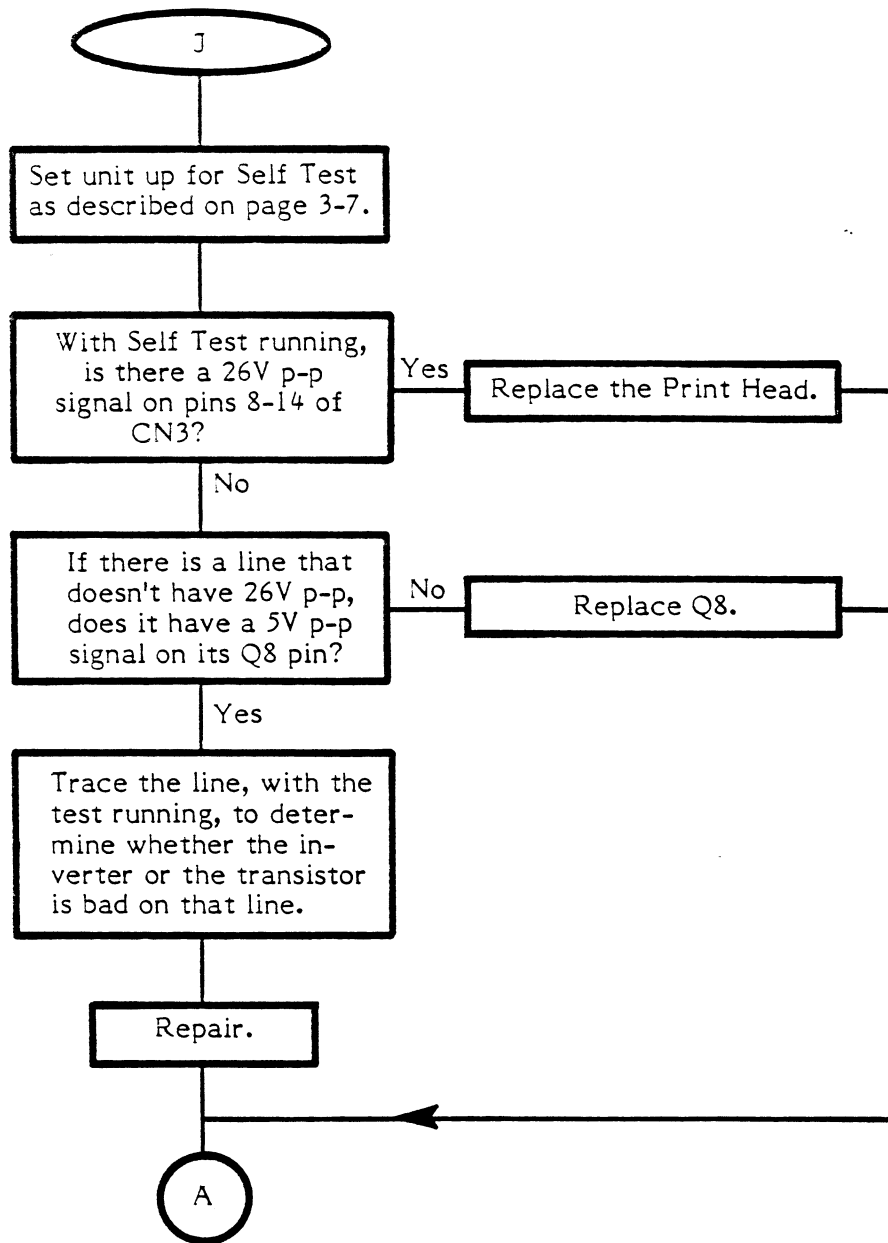 J
Set unit up for Self Test
as described on page 3-7.
With Self Test running,
is there a 26V p-p
signal on pins 8-14 of
CN3?
Yes
Replace the Print Head.
No
If there is a line that
doesn't have 26V p-p,
does it have a 5V p-p
signal on its Q8 pin?
No
Replace Q8.
Yes
Trace the line, with the
test running, to deter-
mine whether the in-
verter or the transistor
is bad on that line.
Repair.
A